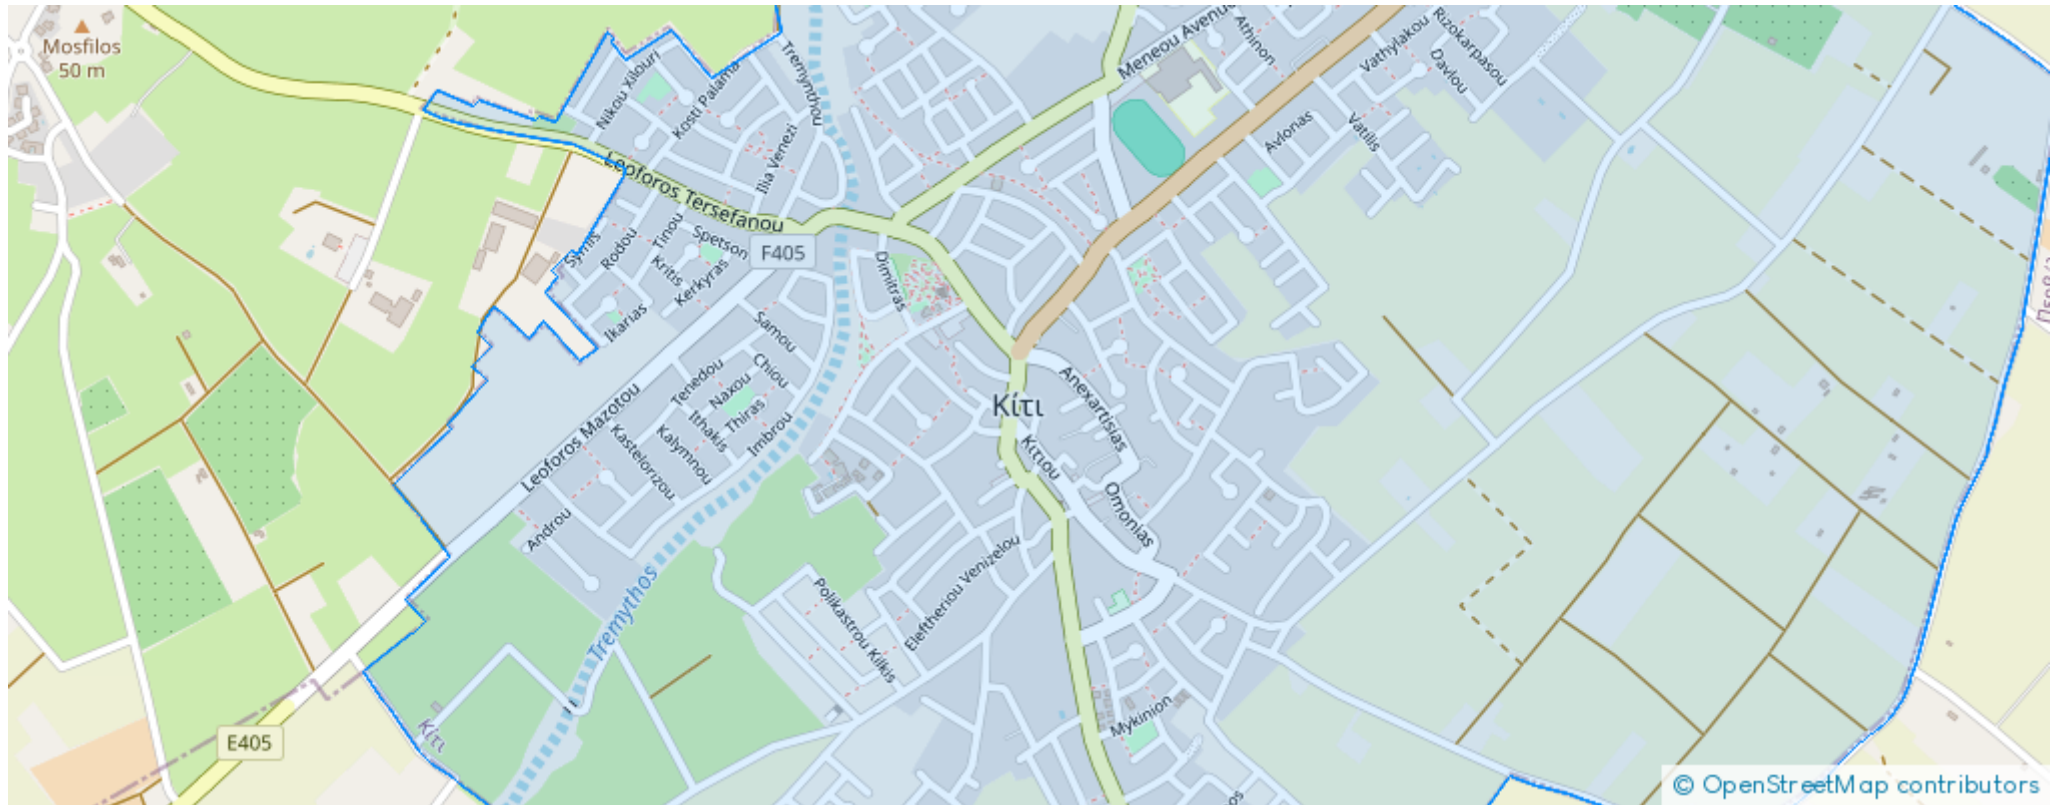 Mosfilos
50 m
Nikou Xilouri
Kosti Palama
Tremynthou
Ilia Venezi
Meneou Avenue
Athinon
Vathylakou
Rizokarpasou
Davlou
Avlonas
Vatilis
Leoforos Tersefanou
F405
Symis
Rodou
Tinou
Spetson
Kritis
Kerkyras
Ikarias
Dimitras
Samou
Chiou
Tenedou
Naxou
Thiras
Ithakis
Imbrou
Kalymnou
Kastelorizou
Leoforos Mazotou
Androu
Κίτι
Anexartisias
Κιτίου
Omonias
Eleftheriou Venizelou
Polikastrou Kilkis
Tremythos
Κίτι
E405
Mykinion
© OpenStreetMap contributors